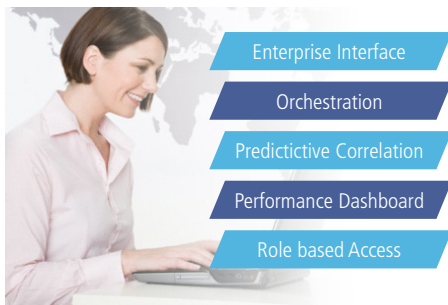 Enterprise Interface
Orchestration
Predictictive Correlation
Performance Dashboard
Role based Access